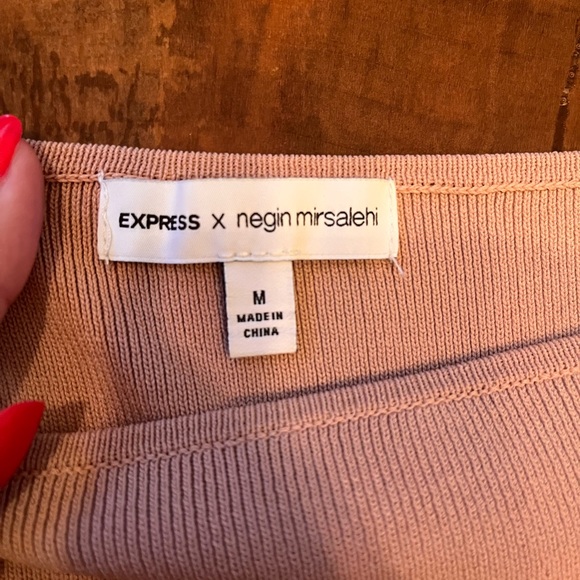 EXPRESS X negin mirsalehi
M
MADE IN
CHINA